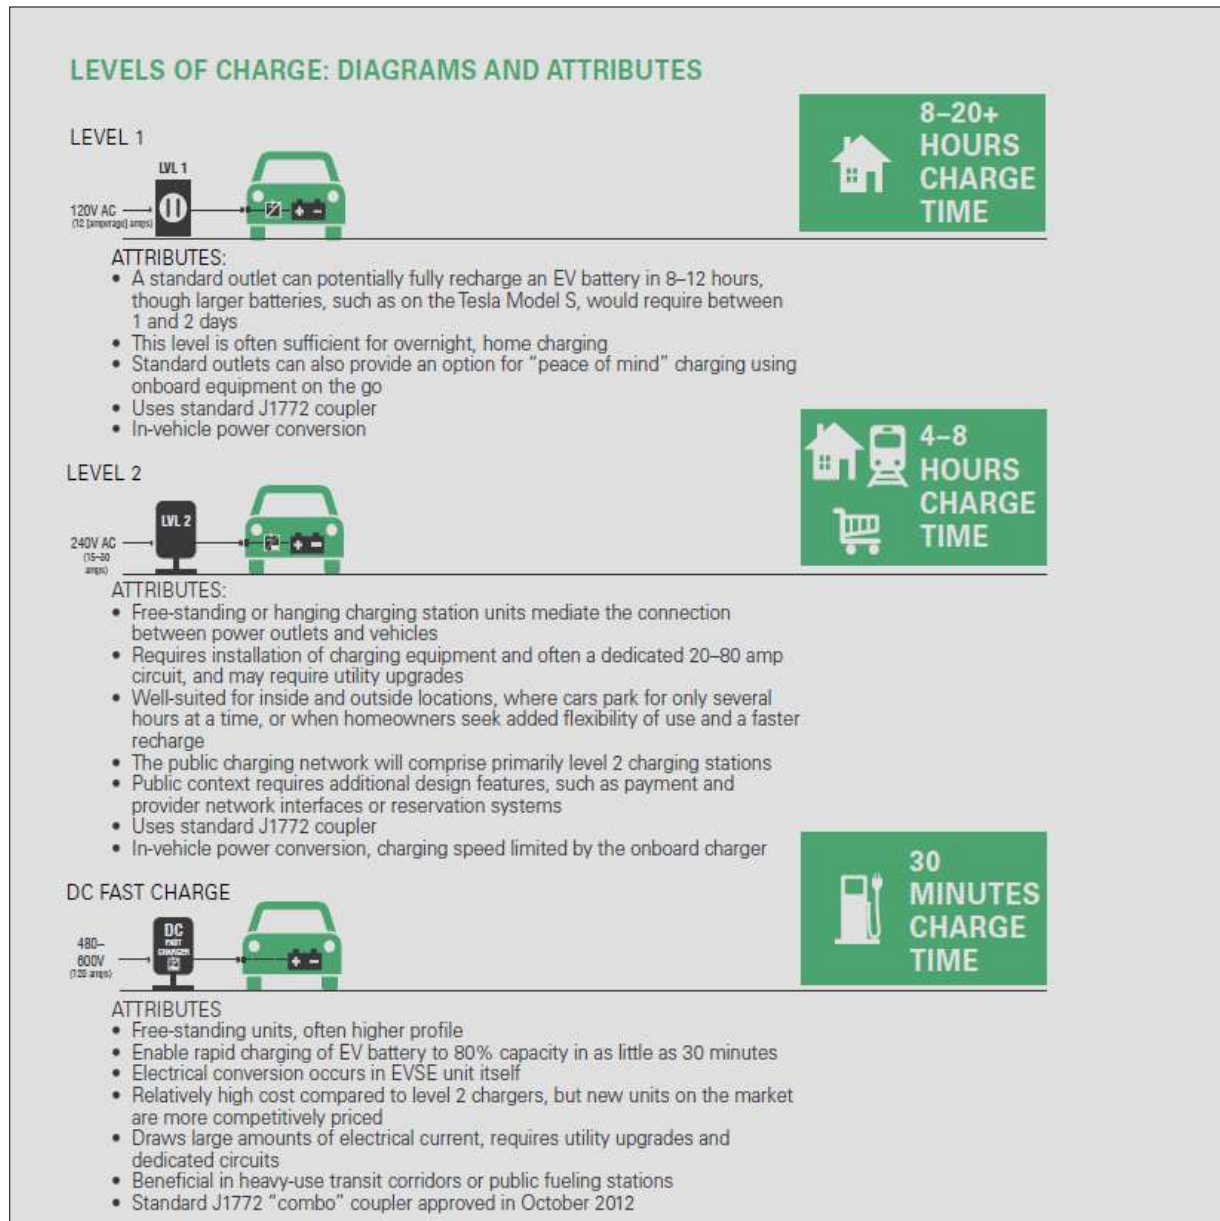 LEVELS OF CHARGE: DIAGRAMS AND ATTRIBUTES
8–20+
HOURS
CHARGE
TIME
LEVEL 1
LVL 1
120V AC
(12 [amperage] amps)
ATTRIBUTES:
• A standard outlet can potentially fully recharge an EV battery in 8–12 hours,
though larger batteries, such as on the Tesla Model S, would require between
1 and 2 days
• This level is often sufficient for overnight, home charging
• Standard outlets can also provide an option for “peace of mind” charging using
onboard equipment on the go
• Uses standard J1772 coupler
• In-vehicle power conversion
4–8
HOURS
CHARGE
TIME
LEVEL 2
LVL 2
240V AC
(15–30
amps)
ATTRIBUTES:
• Free-standing or hanging charging station units mediate the connection
between power outlets and vehicles
• Requires installation of charging equipment and often a dedicated 20–80 amp
circuit, and may require utility upgrades
• Well-suited for inside and outside locations, where cars park for only several
hours at a time, or when homeowners seek added flexibility of use and a faster
recharge
• The public charging network will comprise primarily level 2 charging stations
• Public context requires additional design features, such as payment and
provider network interfaces or reservation systems
• Uses standard J1772 coupler
• In-vehicle power conversion, charging speed limited by the onboard charger
30
MINUTES
CHARGE
TIME
DC FAST CHARGE
DC
FAST
CHARGER
480–
600V
(120 amps)
ATTRIBUTES
• Free-standing units, often higher profile
• Enable rapid charging of EV battery to 80% capacity in as little as 30 minutes
• Electrical conversion occurs in EVSE unit itself
• Relatively high cost compared to level 2 chargers, but new units on the market
are more competitively priced
• Draws large amounts of electrical current, requires utility upgrades and
dedicated circuits
• Beneficial in heavy-use transit corridors or public fueling stations
• Standard J1772 “combo” coupler approved in October 2012